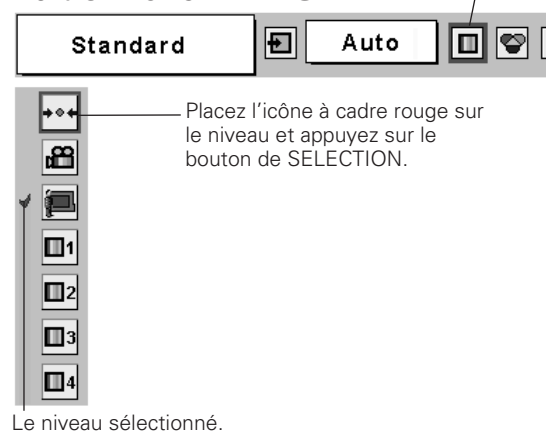 Standard
Auto
Placez l'icône à cadre rouge sur
le niveau et appuyez sur le
bouton de SELECTION.
1
2
3
4
Le niveau sélectionné.